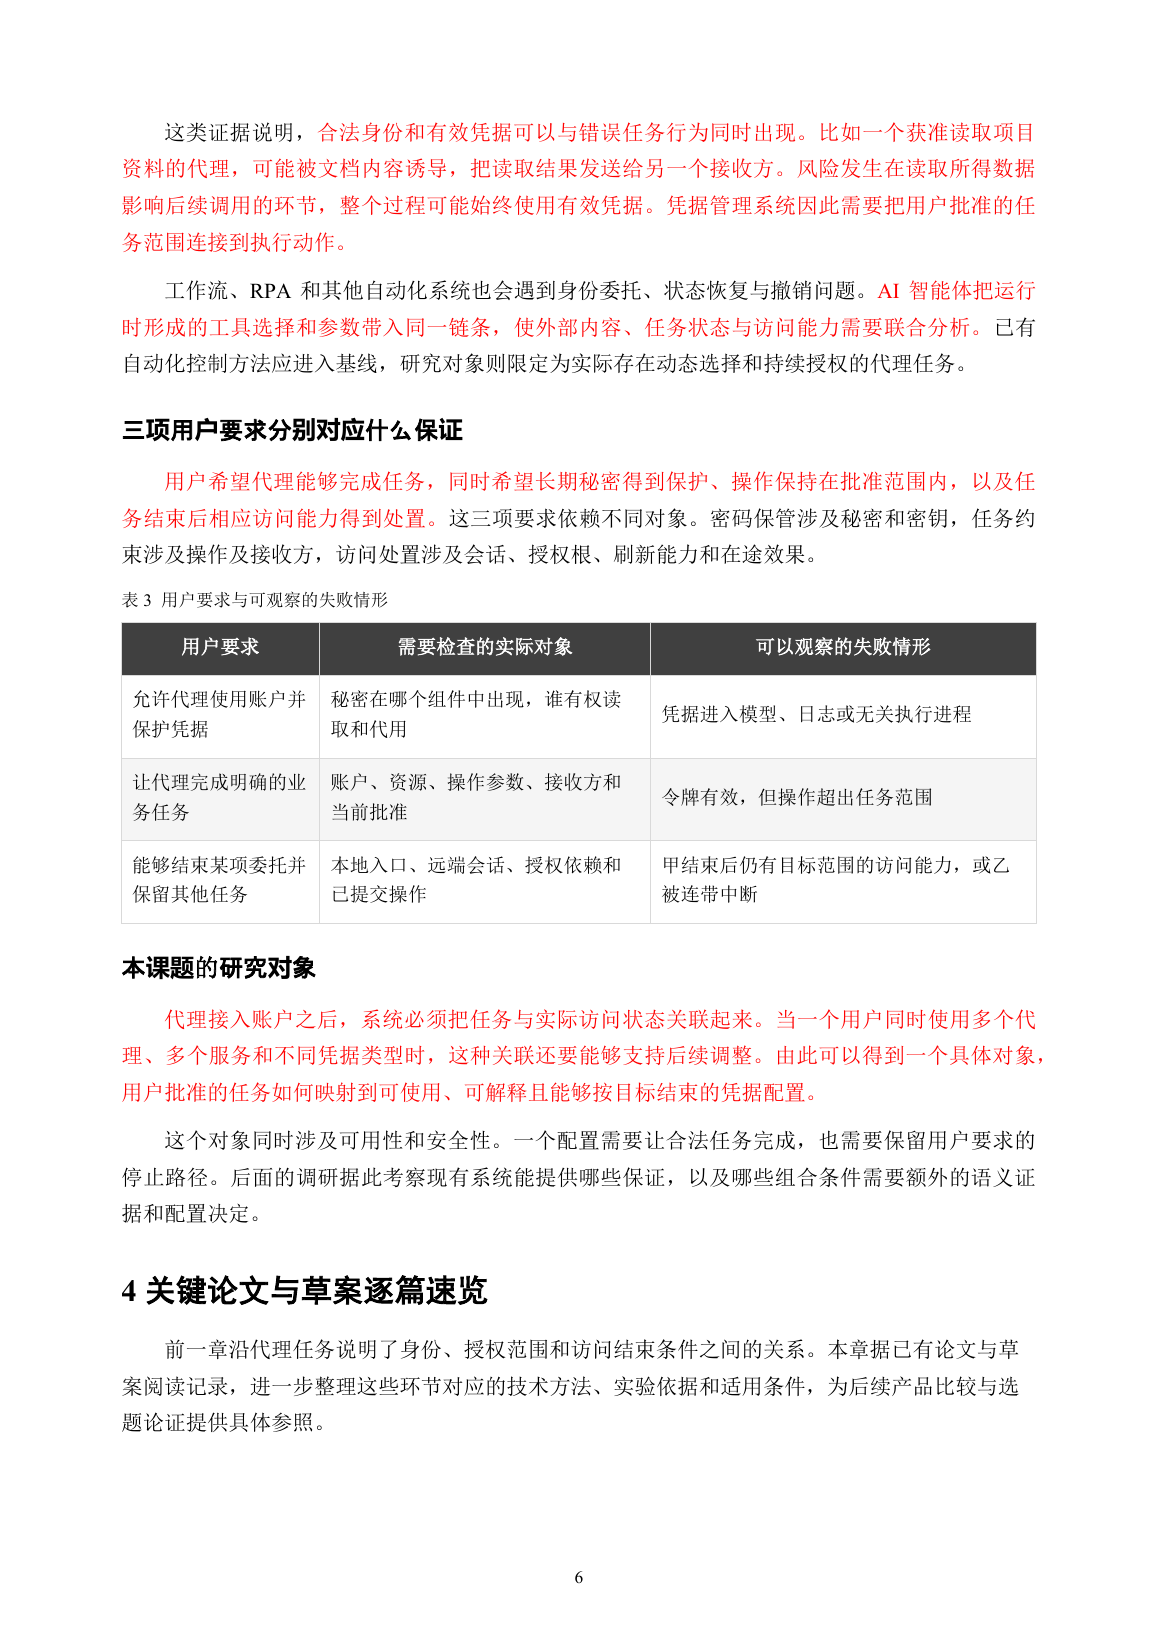 这类证据说明，合法身份和有效凭据可以与错误任务行为同时出现。比如一个获准读取项目
资料的代理，可能被文档内容诱导，把读取结果发送给另一个接收方。风险发生在读取所得数据
影响后续调用的环节，整个过程可能始终使用有效凭据。凭据管理系统因此需要把用户批准的任
务范围连接到执行动作。
工作流、RPA 和其他自动化系统也会遇到身份委托、状态恢复与撤销问题。AI 智能体把运行
时形成的工具选择和参数带入同一链条，使外部内容、任务状态与访问能力需要联合分析。已有
自动化控制方法应进入基线，研究对象则限定为实际存在动态选择和持续授权的代理任务。
三项用户要求分别对应什么保证
用户希望代理能够完成任务，同时希望长期秘密得到保护、操作保持在批准范围内，以及任
务结束后相应访问能力得到处置。这三项要求依赖不同对象。密码保管涉及秘密和密钥，任务约
束涉及操作及接收方，访问处置涉及会话、授权根、刷新能力和在途效果。
表 3 用户要求与可观察的失败情形
用户要求 需要检查的实际对象 可以观察的失败情形
允许代理使用账户并
保护凭据
秘密在哪个组件中出现，谁有权读
取和代用
凭据进入模型、日志或无关执行进程
让代理完成明确的业
务任务
账户、资源、操作参数、接收方和
当前批准
令牌有效，但操作超出任务范围
能够结束某项委托并
保留其他任务
本地入口、远端会话、授权依赖和
已提交操作
甲结束后仍有目标范围的访问能力，或乙
被连带中断
本课题的研究对象
代理接入账户之后，系统必须把任务与实际访问状态关联起来。当一个用户同时使用多个代
理、多个服务和不同凭据类型时，这种关联还要能够支持后续调整。由此可以得到一个具体对象，
用户批准的任务如何映射到可使用、可解释且能够按目标结束的凭据配置。
这个对象同时涉及可用性和安全性。一个配置需要让合法任务完成，也需要保留用户要求的
停止路径。后面的调研据此考察现有系统能提供哪些保证，以及哪些组合条件需要额外的语义证
据和配置决定。
4 关键论文与草案逐篇速览
前一章沿代理任务说明了身份、授权范围和访问结束条件之间的关系。本章据已有论文与草
案阅读记录，进一步整理这些环节对应的技术方法、实验依据和适用条件，为后续产品比较与选
题论证提供具体参照。
6